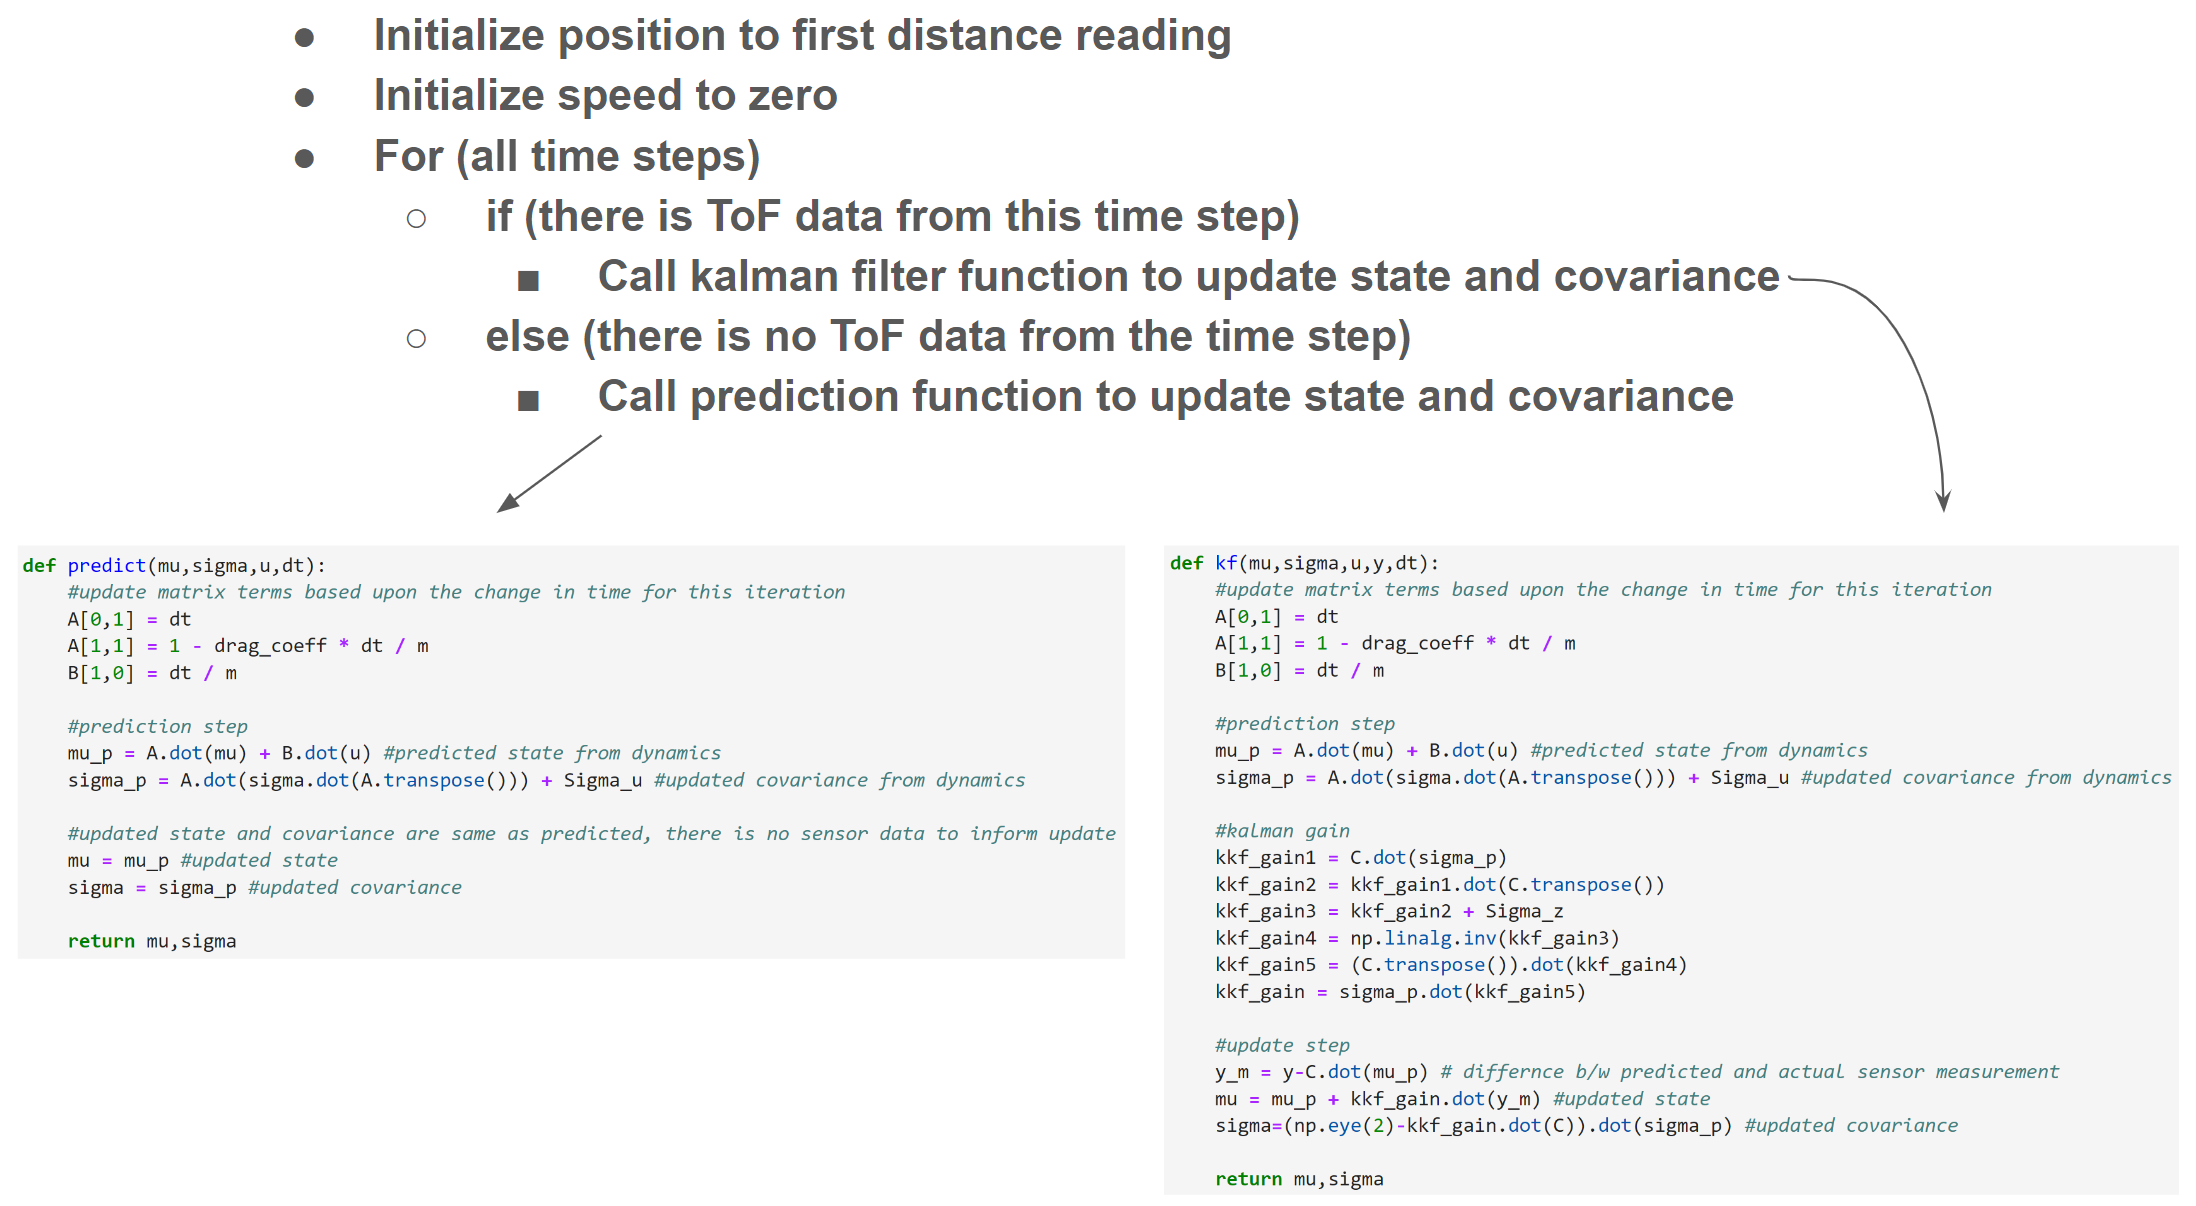 ● Initialize position to first distance reading
● Initialize speed to zero
● For (all time steps)
○ if (there is ToF data from this time step)
■ Call kalman filter function to update state and covariance
○ else (there is no ToF data from the time step)
■ Call prediction function to update state and covariance
def predict(mu,sigma,u,dt):
    #update matrix terms based upon the change in time for this iteration
    A[0,1] = dt
    A[1,1] = 1 - drag_coeff * dt / m
    B[1,0] = dt / m

    #prediction step
    mu_p = A.dot(mu) + B.dot(u) #predicted state from dynamics
    sigma_p = A.dot(sigma.dot(A.transpose())) + Sigma_u #updated covariance from dynamics

    #updated state and covariance are same as predicted, there is no sensor data to inform update
    mu = mu_p #updated state
    sigma = sigma_p #updated covariance

    return mu,sigma
def kf(mu,sigma,u,y,dt):
    #update matrix terms based upon the change in time for this iteration
    A[0,1] = dt
    A[1,1] = 1 - drag_coeff * dt / m
    B[1,0] = dt / m

    #prediction step
    mu_p = A.dot(mu) + B.dot(u) #predicted state from dynamics
    sigma_p = A.dot(sigma.dot(A.transpose())) + Sigma_u #updated covariance from dynamics

    #kalman gain
    kkf_gain1 = C.dot(sigma_p)
    kkf_gain2 = kkf_gain1.dot(C.transpose())
    kkf_gain3 = kkf_gain2 + Sigma_z
    kkf_gain4 = np.linalg.inv(kkf_gain3)
    kkf_gain5 = (C.transpose()).dot(kkf_gain4)
    kkf_gain = sigma_p.dot(kkf_gain5)

    #update step
    y_m = y-C.dot(mu_p) # differnce b/w predicted and actual sensor measurement
    mu = mu_p + kkf_gain.dot(y_m) #updated state
    sigma=(np.eye(2)-kkf_gain.dot(C)).dot(sigma_p) #updated covariance

    return mu,sigma